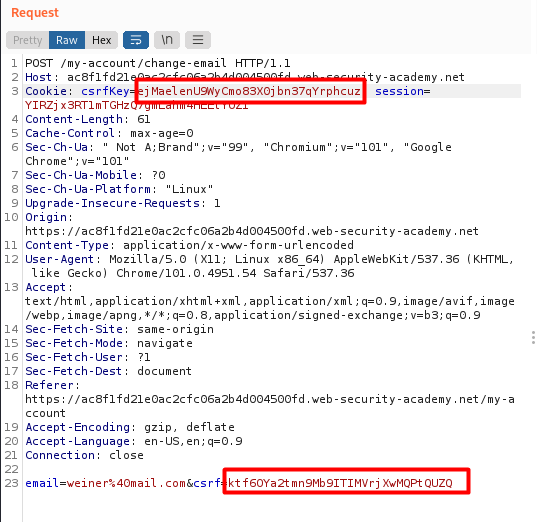 Request
Pretty Raw Hex \n
1 POST /my-account/change-email HTTP/1.1
2 Host: ac8f1fd21e0ac2cfc06a2b4d004500fd.web-security-academy.net
3 Cookie: csrfKey=ejMaelenU9WyCmo83XOjbn37qYrphcuz; session=
YIRZjx3RT1mTGHzQ7gmLahm4HEEtYUZ1
4 Content-Length: 61
5 Cache-Control: max-age=0
6 Sec-Ch-Ua: " Not A;Brand";v="99", "Chromium";v="101", "Google
Chrome";v="101"
7 Sec-Ch-Ua-Mobile: ?0
8 Sec-Ch-Ua-Platform: "Linux"
9 Upgrade-Insecure-Requests: 1
10 Origin:
https://ac8f1fd21e0ac2cfc06a2b4d004500fd.web-security-academy.net
11 Content-Type: application/x-www-form-urlencoded
12 User-Agent: Mozilla/5.0 (X11; Linux x86_64) AppleWebKit/537.36 (KHTML,
like Gecko) Chrome/101.0.4951.54 Safari/537.36
13 Accept:
text/html,application/xhtml+xml,application/xml;q=0.9,image/avif,image
/webp,image/apng,*/*;q=0.8,application/signed-exchange;v=b3;q=0.9
14 Sec-Fetch-Site: same-origin
15 Sec-Fetch-Mode: navigate
16 Sec-Fetch-User: ?1
17 Sec-Fetch-Dest: document
18 Referer:
https://ac8f1fd21e0ac2cfc06a2b4d004500fd.web-security-academy.net/my-a
ccount
19 Accept-Encoding: gzip, deflate
20 Accept-Language: en-US,en;q=0.9
21 Connection: close
22
23 email=weiner%40mail.com&csrf=ktf6OYa2tmn9Mb9ITIMVrjXwMQPtQUZQ